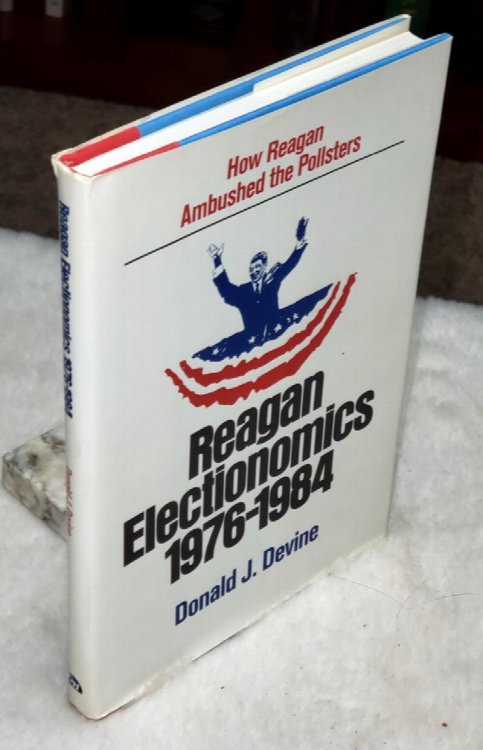 How Reagan
Ambushed the Pollsters
Reagan
Electionomics
1976-1984
Donald J. Devine
Reagan Electionomics 1976-1984
Donald J. Devine